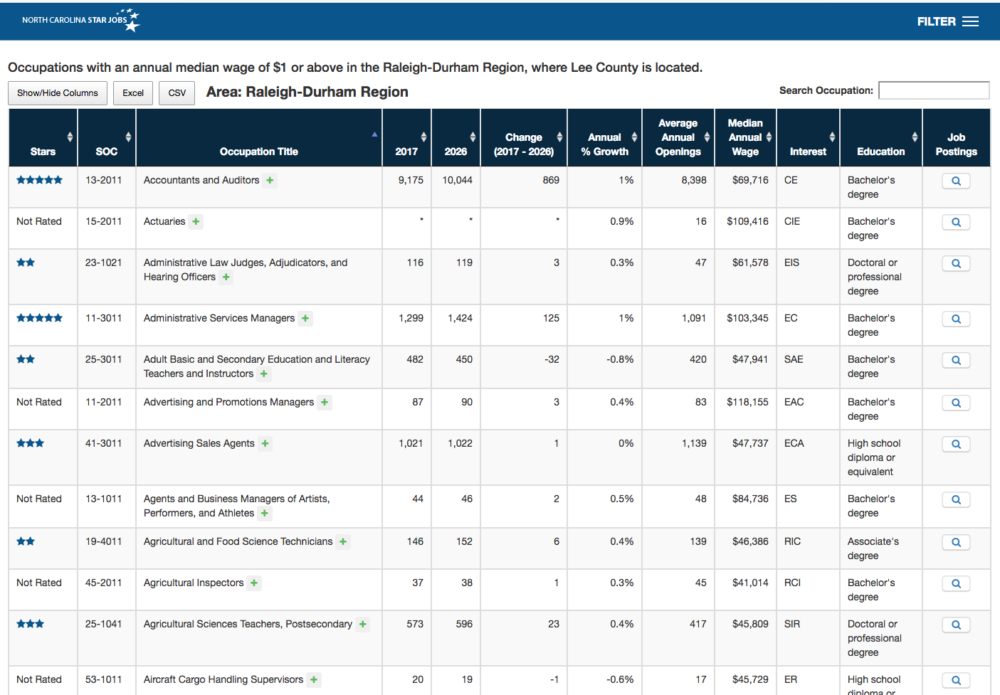 NORTH CAROLINA STAR JOBS
FILTER
Occupations with an annual median wage of $1 or above in the Raleigh-Durham Region, where Lee County is located.
Show/Hide Columns Excel CSV Area: Raleigh-Durham Region Search Occupation:
Stars SOC Occupation Title 2017 2026 Change (2017 - 2026) Annual % Growth Average Annual Openings Median Annual Wage Interest Education Job Postings
13-2011 Accountants and Auditors + 9,175 10,044 869 1% 8,398 $69,716 CE Bachelor's
degree
Not Rated 15-2011 Actuaries + * * * 0.9% 16 $109,416 CIE Bachelor's
degree
23-1021 Administrative Law Judges, Adjudicators, and 116 119 3 0.3% 47 $61,578 EIS Doctoral or
Hearing Officers + professional
degree
11-3011 Administrative Services Managers + 1,299 1,424 125 1% 1,091 $103,345 EC Bachelor's
degree
25-3011 Adult Basic and Secondary Education and Literacy 482 450 -32 -0.8% 420 $47,941 SAE Bachelor's
Teachers and Instructors + degree
Not Rated 11-2011 Advertising and Promotions Managers + 87 90 3 0.4% 83 $118,155 EAC Bachelor's
degree
41-3011 Advertising Sales Agents + 1,021 1,022 1 0% 1,139 $47,737 ECA High school
diploma or
equivalent
Not Rated 13-1011 Agents and Business Managers of Artists, 44 46 2 0.5% 48 $84,736 ES Bachelor's
Performers, and Athletes + degree
19-4011 Agricultural and Food Science Technicians + 146 152 6 0.4% 139 $46,386 RIC Associate's
degree
Not Rated 45-2011 Agricultural Inspectors + 37 38 1 0.3% 45 $41,014 RCI Bachelor's
degree
25-1041 Agricultural Sciences Teachers, Postsecondary + 573 596 23 0.4% 417 $45,809 SIR Doctoral or
professional
degree
Not Rated 53-1011 Aircraft Cargo Handling Supervisors + 20 19 -1 -0.6% 17 $45,729 ER High school
diploma or